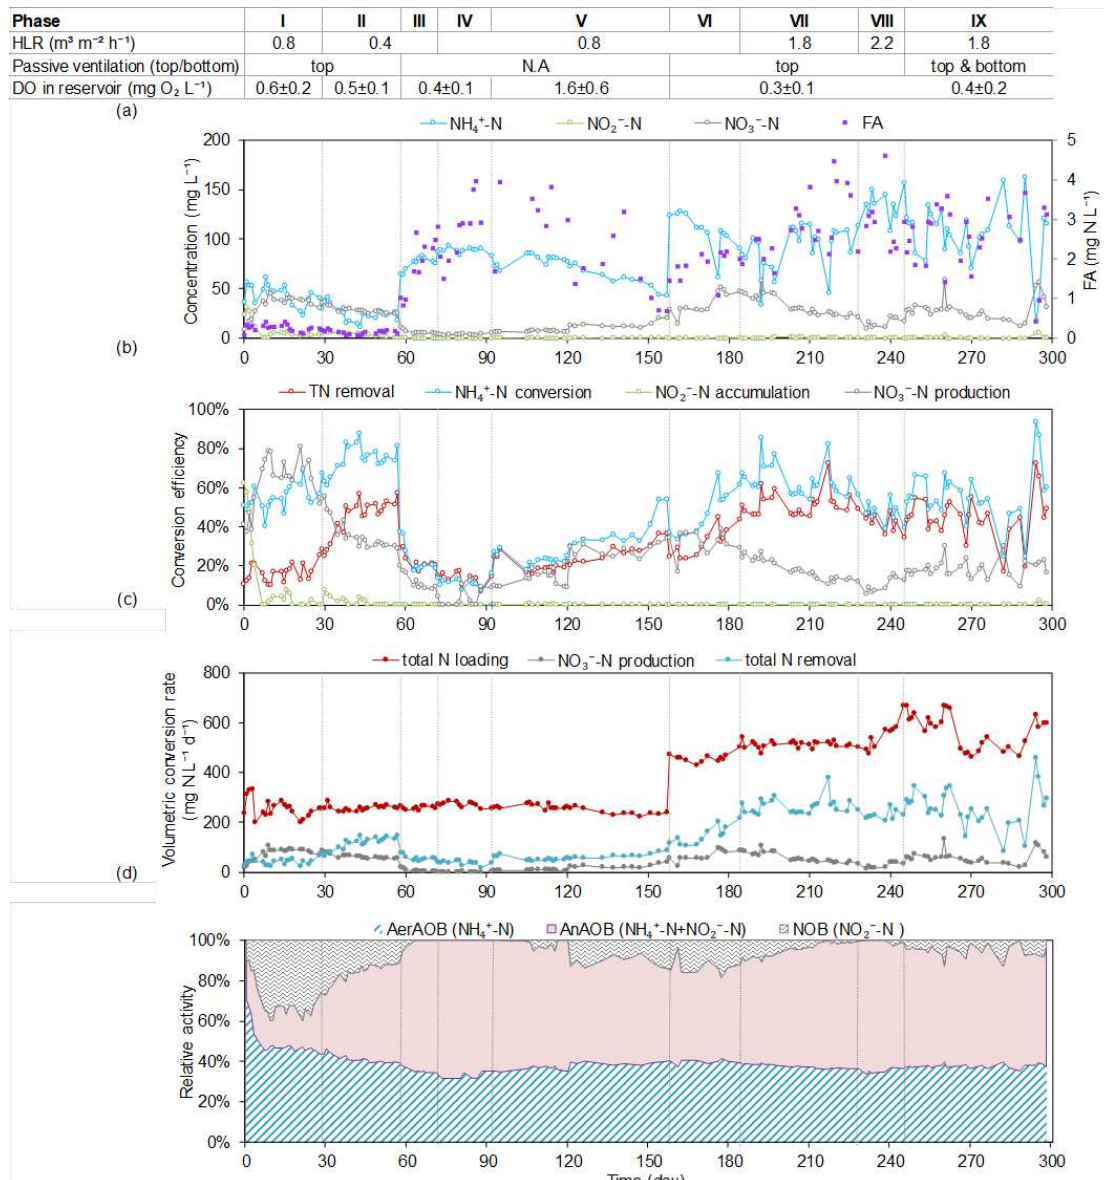 Phase I II III IV V VI VII VIII IX
HLR (m³ m⁻² h⁻¹) 0.8 0.4 0.8 1.8 2.2 1.8
Passive ventilation (top/bottom) top N.A top top & bottom
DO in reservoir (mg O₂ L⁻¹) 0.6±0.2 0.5±0.1 0.4±0.1 1.6±0.6 0.3±0.1 0.4±0.2
(a)
NH₄⁺-N NO₂⁻-N NO₃⁻-N FA
Concentration (mg L⁻¹)
200
150
100
50
0
FA (mg N L⁻¹)
5
4
3
2
1
0
0 30 60 90 120 150 180 210 240 270 300
(b)
TN removal NH₄⁺-N conversion NO₂⁻-N accumulation NO₃⁻-N production
Conversion efficiency
100%
80%
60%
40%
20%
0%
0 30 60 90 120 150 180 210 240 270 300
(c)
total N loading NO₃⁻-N production total N removal
Volumetric conversion rate
(mg N L⁻¹ d⁻¹)
800
600
400
200
0
0 30 60 90 120 150 180 210 240 270 300
(d)
AerAOB (NH₄⁺-N) AnAOB (NH₄⁺-N+NO₂⁻-N) NOB (NO₂⁻-N )
Relative activity
100%
80%
60%
40%
20%
0%
0 30 60 90 120 150 180 210 240 270 300
Time (day)